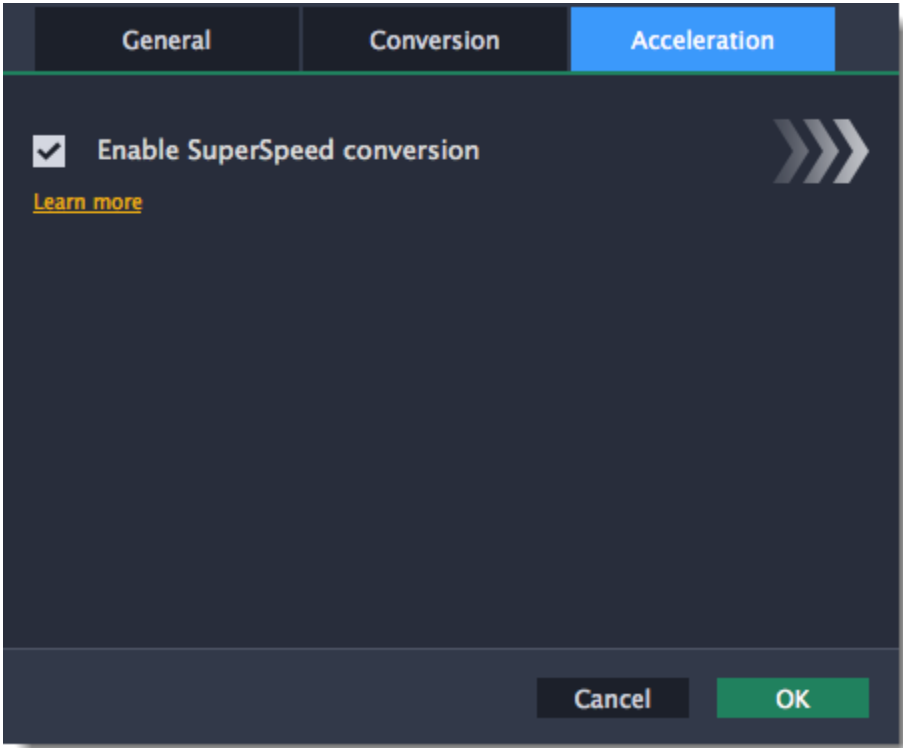 General Conversion Acceleration
Enable SuperSpeed conversion
Learn more
Cancel OK